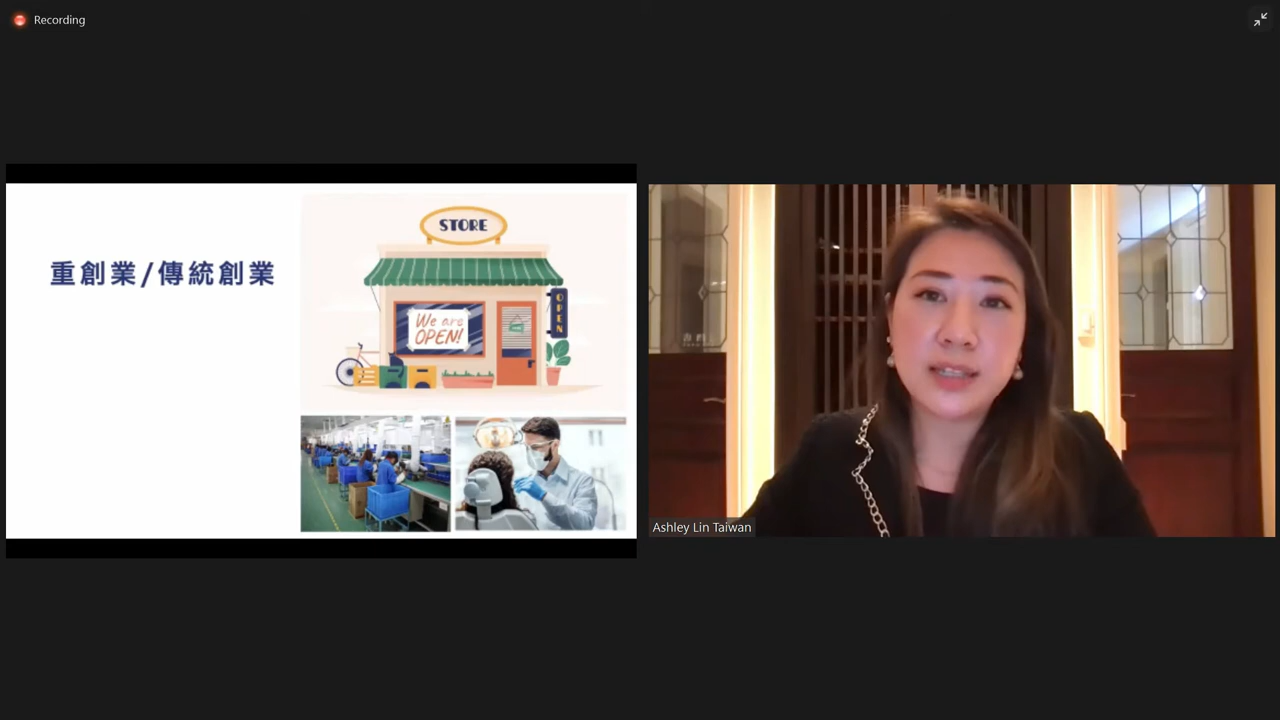 Recording
重創業/傳統創業
STORE
We are
OPEN!
OPEN
Ashley Lin Taiwan